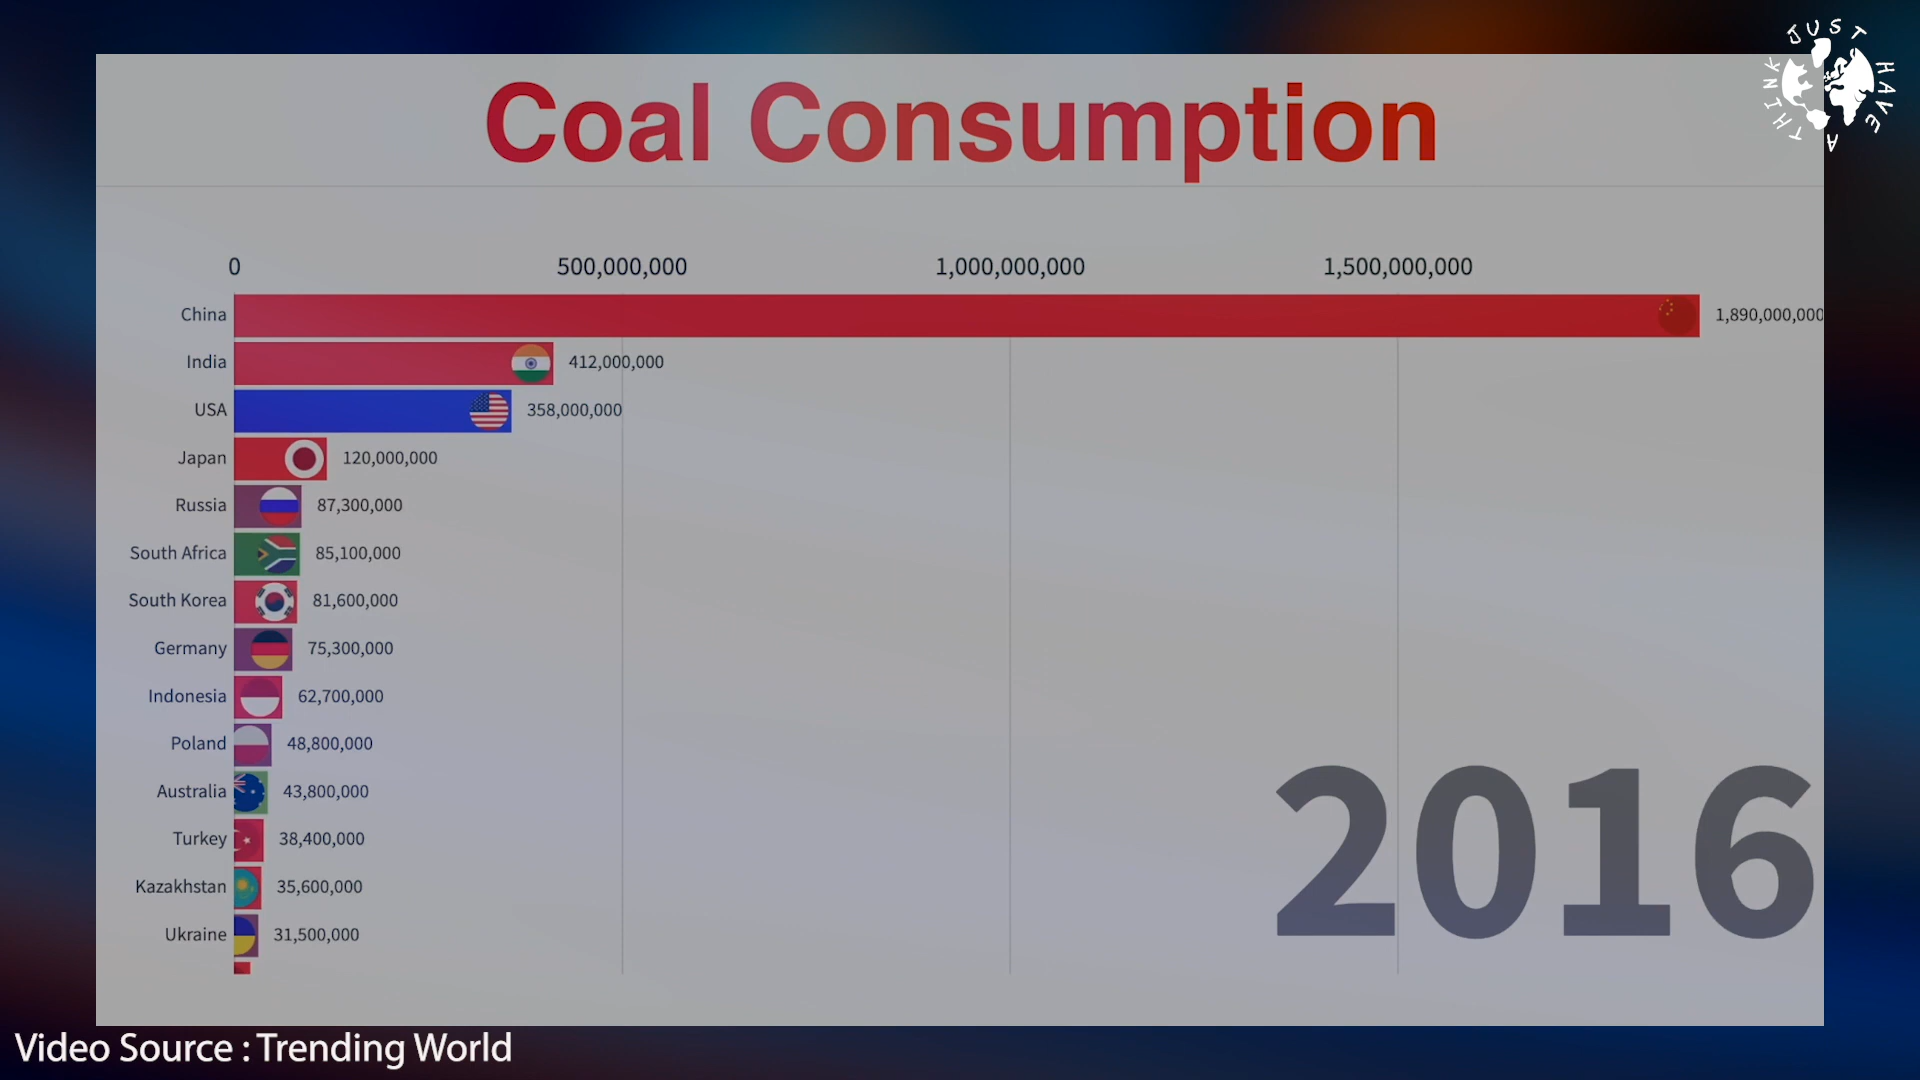 JUST HAVE A THINK
Coal Consumption
0 500,000,000 1,000,000,000 1,500,000,000
China 1,890,000,000
India 412,000,000
USA 358,000,000
Japan 120,000,000
Russia 87,300,000
South Africa 85,100,000
South Korea 81,600,000
Germany 75,300,000
Indonesia 62,700,000
Poland 48,800,000
Australia 43,800,000
Turkey 38,400,000
Kazakhstan 35,600,000
Ukraine 31,500,000
2016
Video Source : Trending World